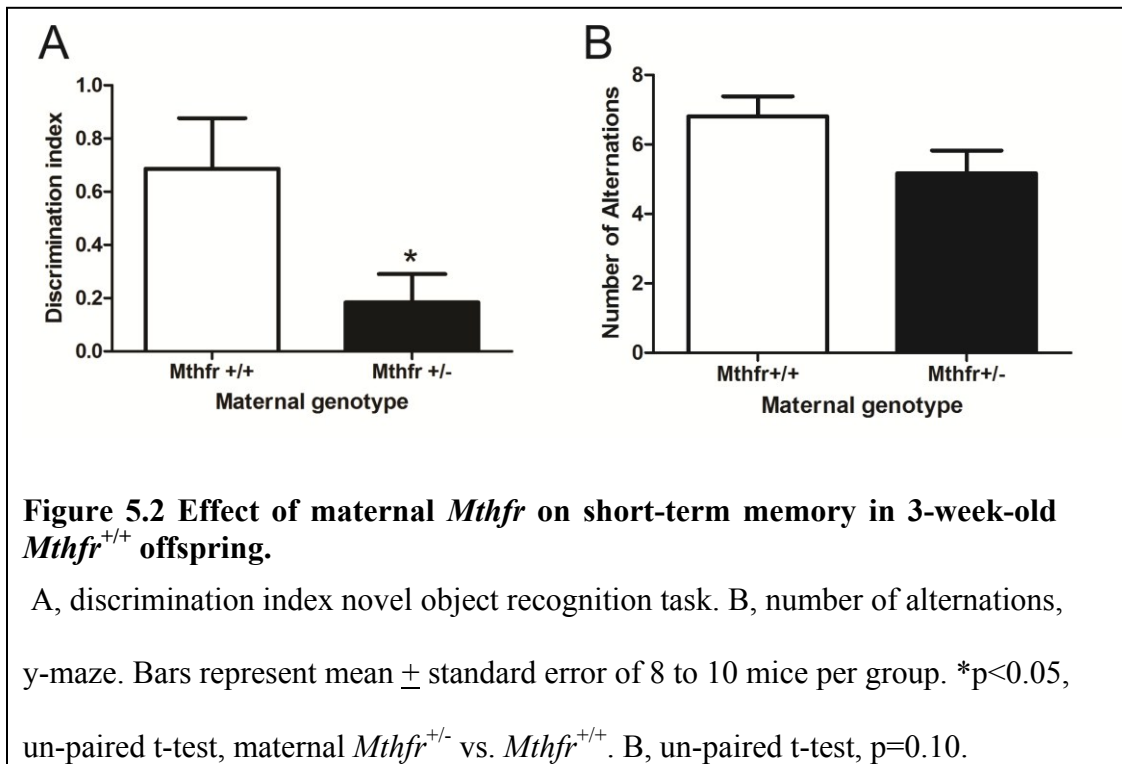 A
1.0
0.8
0.6
0.4
0.2
0.0
Discrimination index
*
Mthfr +/+ Mthfr +/-
Maternal genotype
B
8
6
4
2
0
Number of Alternations
Mthfr+/+ Mthfr+/-
Maternal genotype
Figure 5.2 Effect of maternal Mthfr on short-term memory in 3-week-old
Mthfr+/+ offspring.
A, discrimination index novel object recognition task. B, number of alternations,
y-maze. Bars represent mean ± standard error of 8 to 10 mice per group. *p<0.05,
un-paired t-test, maternal Mthfr+/- vs. Mthfr+/+. B, un-paired t-test, p=0.10.